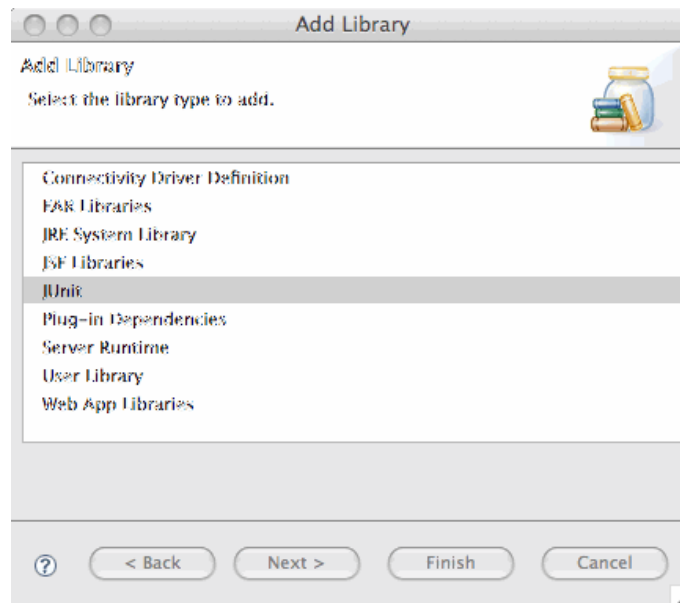 Add Library
Add Library
Select the library type to add.
Connectivity Driver Definition
EAR Libraries
JRE System Library
JSF Libraries
JUnit
Plug-in Dependencies
Server Runtime
User Library
Web App Libraries
?
< Back
Next >
Finish
Cancel